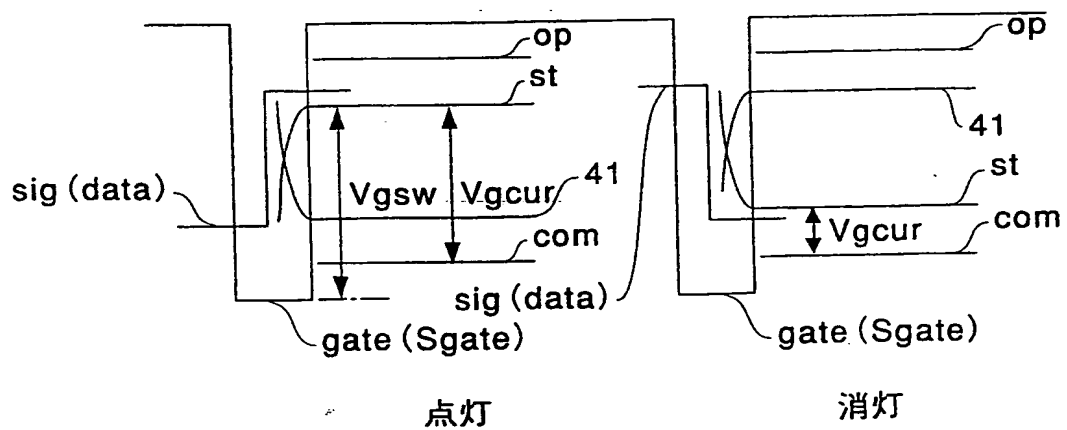 op
st
sig (data)
Vgsw
Vgcur
41
com
gate (Sgate)
点灯
op
41
st
Vgcur
com
sig (data)
gate (Sgate)
消灯